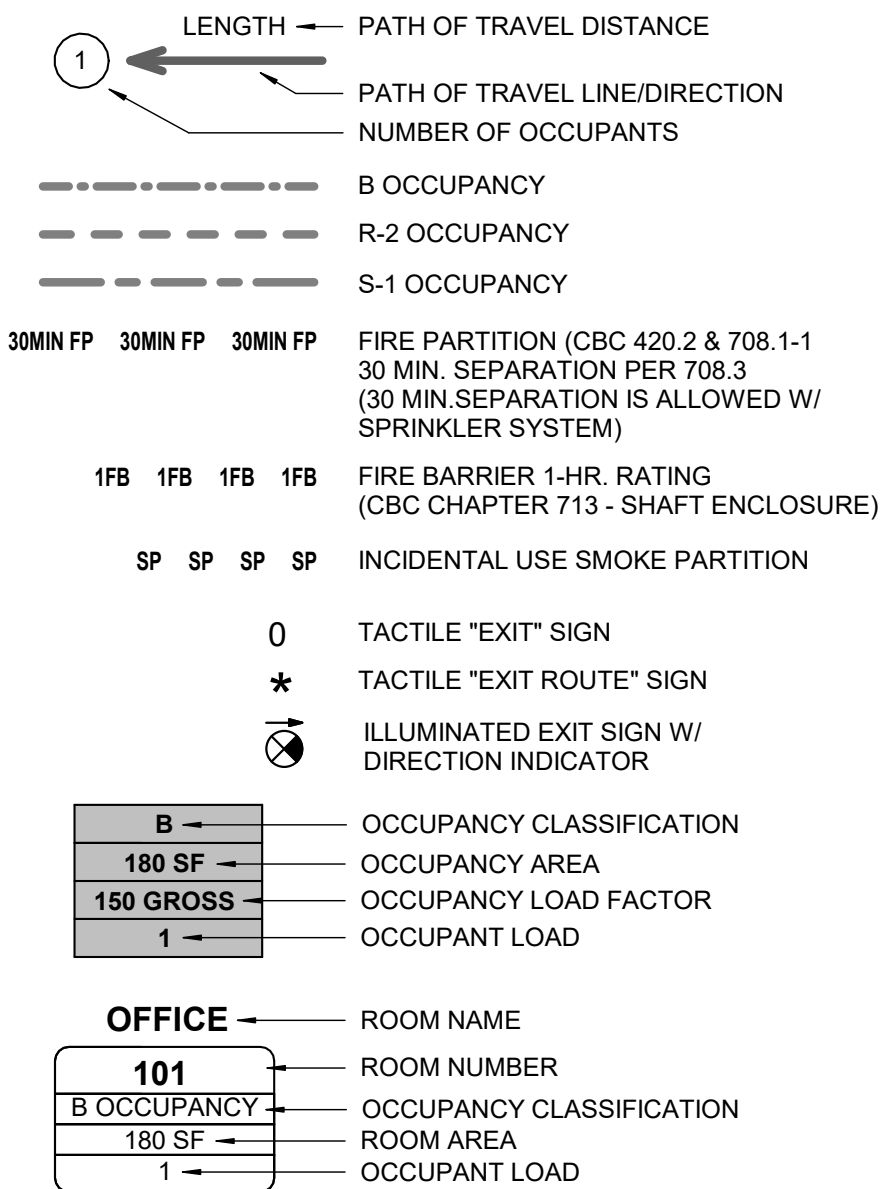 LENGTH PATH OF TRAVEL DISTANCE
1
PATH OF TRAVEL LINE/DIRECTION
NUMBER OF OCCUPANTS
B OCCUPANCY
R-2 OCCUPANCY
S-1 OCCUPANCY
30MIN FP 30MIN FP 30MIN FP FIRE PARTITION (CBC 420.2 & 708.1-1
30 MIN. SEPARATION PER 708.3
(30 MIN.SEPARATION IS ALLOWED W/
SPRINKLER SYSTEM)
1FB 1FB 1FB 1FB FIRE BARRIER 1-HR. RATING
(CBC CHAPTER 713 - SHAFT ENCLOSURE)
SP SP SP SP INCIDENTAL USE SMOKE PARTITION
0 TACTILE "EXIT" SIGN
* TACTILE "EXIT ROUTE" SIGN
ILLUMINATED EXIT SIGN W/
DIRECTION INDICATOR
B OCCUPANCY CLASSIFICATION
180 SF OCCUPANCY AREA
150 GROSS OCCUPANCY LOAD FACTOR
1 OCCUPANT LOAD
OFFICE ROOM NAME
101 ROOM NUMBER
B OCCUPANCY OCCUPANCY CLASSIFICATION
180 SF ROOM AREA
1 OCCUPANT LOAD